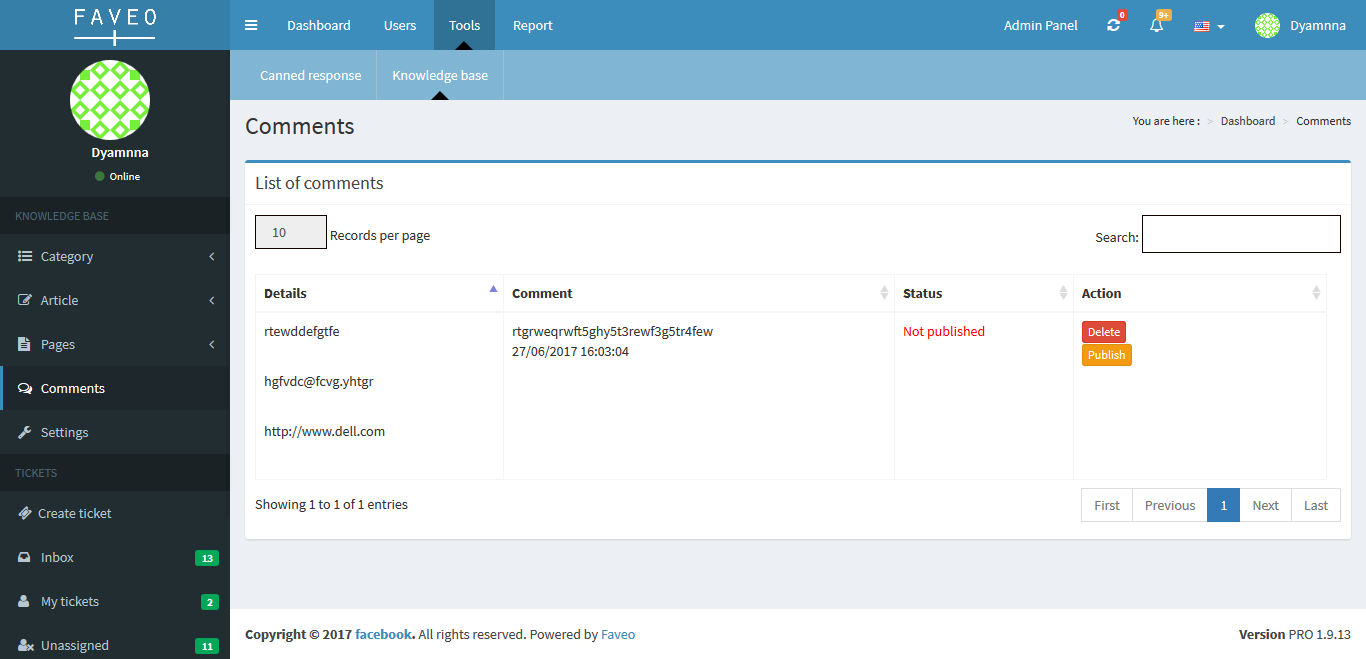 FAVEO
Dashboard Users Tools Report
Admin Panel 0 9+ Dyamnna
Canned response Knowledge base
Dyamnna
Online
KNOWLEDGE BASE
Category
Article
Pages
Comments
Settings
TICKETS
Create ticket
Inbox 13
My tickets 2
Unassigned 11
Comments
You are here : > Dashboard > Comments
List of comments
10 Records per page
Search:
Details Comment Status Action
rtewddefgtfe
hgfvdc@fcvg.yhtgr
http://www.dell.com
rtgrweqrwft5ghy5t3rewf3g5tr4few
27/06/2017 16:03:04
Not published
Delete
Publish
Showing 1 to 1 of 1 entries
First Previous 1 Next Last
Copyright © 2017 facebook. All rights reserved. Powered by Faveo
Version PRO 1.9.13